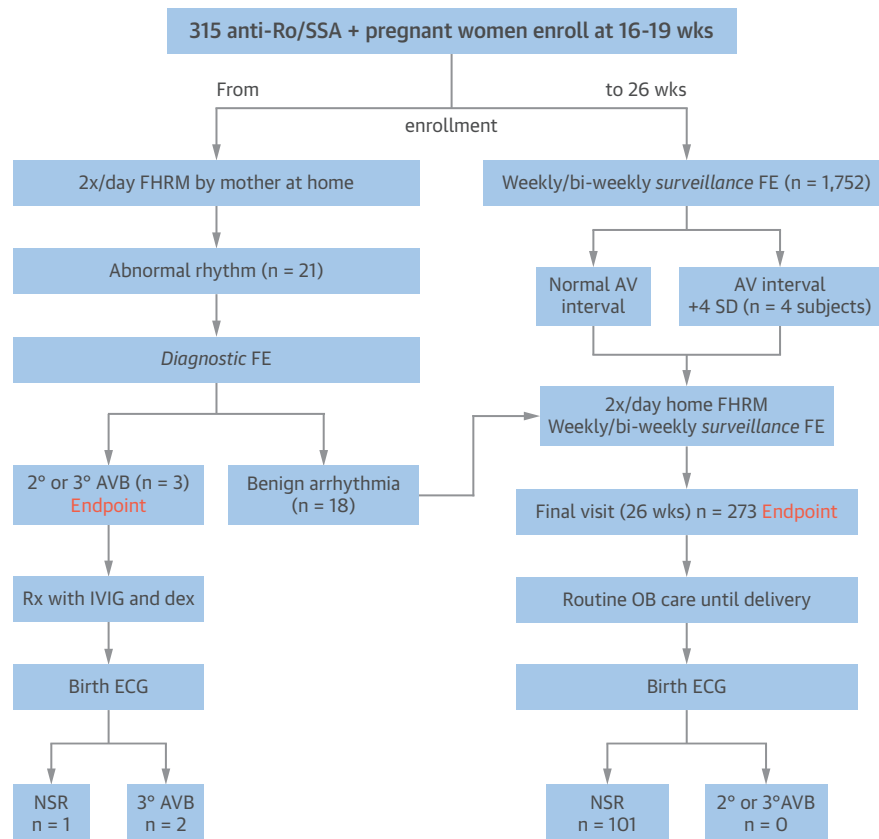 315 anti-Ro/SSA + pregnant women enroll at 16-19 wks
From
to 26 wks
enrollment
2x/day FHRM by mother at home
Abnormal rhythm (n = 21)
Diagnostic FE
2° or 3° AVB (n = 3)
Endpoint
Benign arrhythmia
(n = 18)
Rx with IVIG and dex
Birth ECG
NSR
n = 1
3° AVB
n = 2
Weekly/bi-weekly surveillance FE (n = 1,752)
Normal AV
interval
AV interval
+4 SD (n = 4 subjects)
2x/day home FHRM
Weekly/bi-weekly surveillance FE
Final visit (26 wks) n = 273 Endpoint
Routine OB care until delivery
Birth ECG
NSR
n = 101
2° or 3°AVB
n = 0